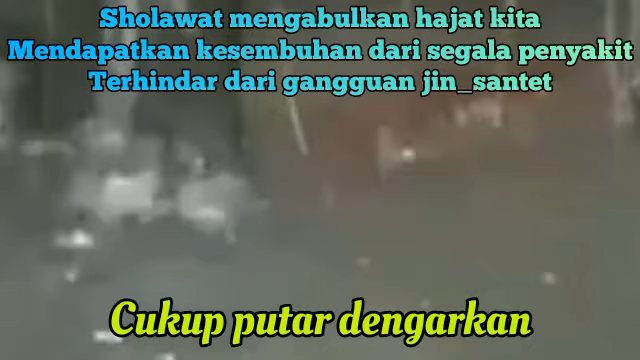 Sholawat mengabulkan hajat kita
Mendapatkan kesembuhan dari segala penyakit
Terhindar dari gangguan jin_santet
Cukup putar dengarkan